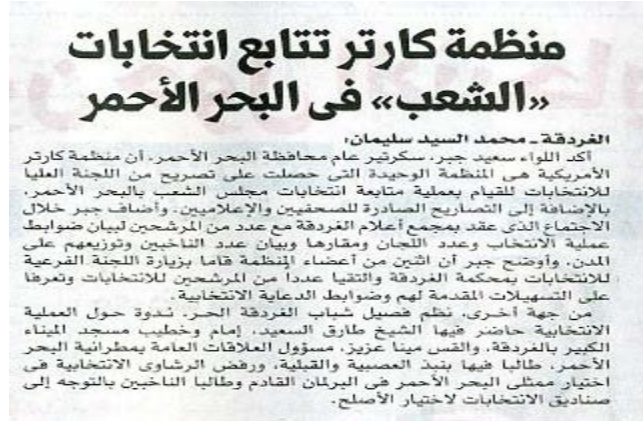 منظمة كارتر تتابع انتخابات
«الشعب» فى البحر الأحمر
الغردقة ـ محمد السيد سليمان:
أكد اللواء سعيد جبر، سكرتير عام محافظة البحر الأحمر، أن منظمة كارتر
الأمريكية هى المنظمة الوحيدة التى حصلت على تصريح من اللجنة العليا
للانتخابات للقيام بعملية متابعة انتخابات مجلس الشعب بالبحر الأحمر،
بالإضافة إلى التصاريح الصادرة للصحفيين والإعلاميين. وأضاف جبر خلال
الاجتماع الذى عقد بمجمع أعلام الغردقة مع عدد من المرشحين لبيان ضوابط
عملية الانتخاب وعدد اللجان ومقارها وبيان عدد الناخبين وتوزيعهم على
المدن. وأوضح جبر أن اثنين من أعضاء المنظمة قاما بزيارة اللجنة الفرعية
للانتخابات بمحكمة الغردقة والتقيا عدداً من المرشحين للانتخابات وتعرفا
على التسهيلات المقدمة لهم وضوابط الدعاية الانتخابية.
من جهة أخرى، نظم فصيل شباب الغردقة الحر، ندوة حول العملية
الانتخابية حاضر فيها الشيخ طارق السعيد، إمام وخطيب مسجد الميناء
الكبير بالغردقة، والقس مينا عزيز، مسؤول العلاقات العامة بمطرانية البحر
الأحمر، طالبا فيها بنبذ العصبية والقبلية، ورفض الرشاوى الانتخابية فى
اختيار ممثلى البحر الأحمر فى البرلمان القادم وطالبا الناخبين بالتوجه إلى
صناديق الانتخابات لاختيار الأصلح.